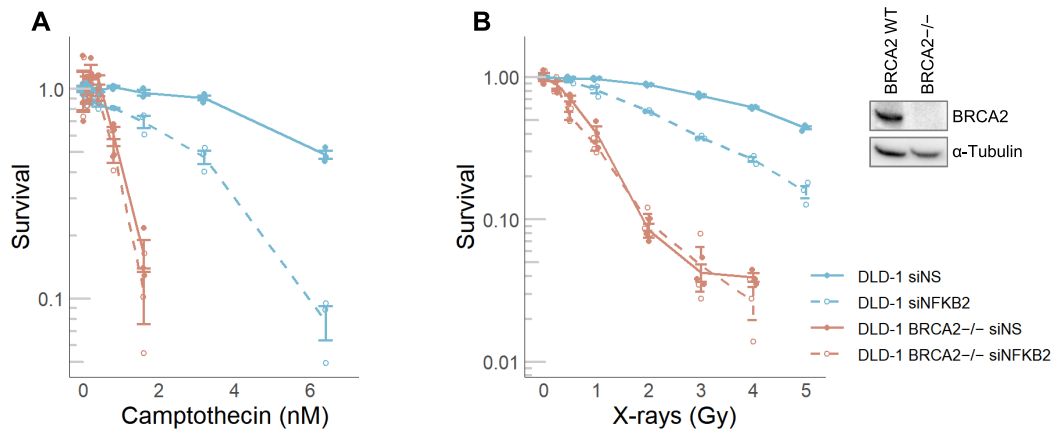 A
Survival
1.0
0.1
0
2
4
6
Camptothecin (nM)
B
Survival
1.00
0.10
0.01
0
1
2
3
4
5
X-rays (Gy)
BRCA2 WT
BRCA2−/−
BRCA2
α-Tubulin
DLD-1 siNS
DLD-1 siNFKB2
DLD-1 BRCA2−/− siNS
DLD-1 BRCA2−/− siNFKB2